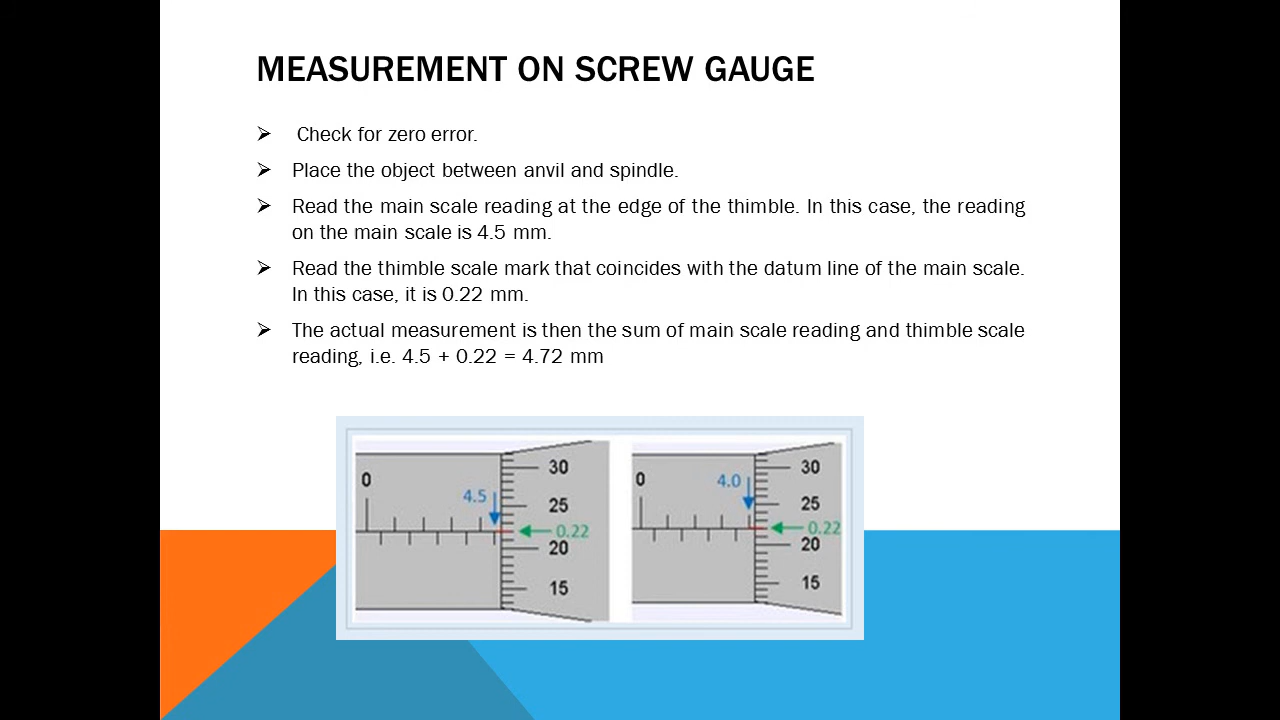 MEASUREMENT ON SCREW GAUGE
➢ Check for zero error.
➢ Place the object between anvil and spindle.
➢ Read the main scale reading at the edge of the thimble. In this case, the reading
on the main scale is 4.5 mm.
➢ Read the thimble scale mark that coincides with the datum line of the main scale.
In this case, it is 0.22 mm.
➢ The actual measurement is then the sum of main scale reading and thimble scale
reading, i.e. 4.5 + 0.22 = 4.72 mm
0
4.5
30
25
0.22
20
15
0
4.0
30
25
0.22
20
15